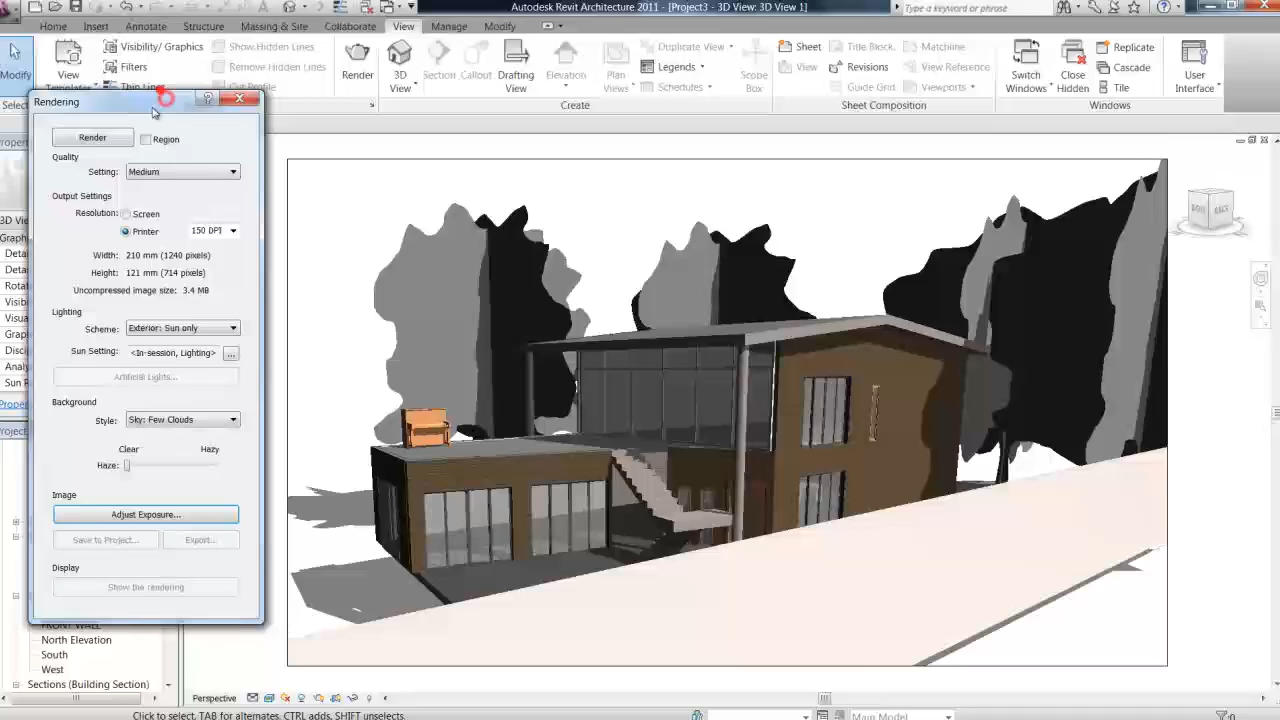 Autodesk Revit Architecture 2011 - [Project3 - 3D View: 3D View 1]
Type a keyword or phrase
Home Insert Annotate Structure Massing & Site Collaborate View Manage Modify
Modify
View
Visibility/ Graphics
Filters
Show Hidden Lines
Remove Hidden Lines
Cut Profile
Render
3D
View
Section
Callout
Drafting
View
Elevation
Plan
Views
Duplicate View
Legends
Schedules
Scope
Box
Create
Sheet
View
Title Block
Revisions
Guide Grid
Matchline
View Reference
Viewports
Sheet Composition
Switch
Windows
Close
Hidden
Replicate
Cascade
Tile
Windows
User
Interface
Rendering
Render
Region
Quality
Setting: Medium
Output Settings
Resolution: Screen
Printer 150 DPI
Width: 210 mm (1240 pixels)
Height: 121 mm (714 pixels)
Uncompressed image size: 3.4 MB
Lighting
Scheme: Exterior: Sun only
Sun Setting: <In-session, Lighting> ...
Artificial Lights...
Background
Style: Sky: Few Clouds
Clear Hazy
Haze:
Image
Adjust Exposure...
Save to Project... Export...
Display
Show the rendering
BACK
North Elevation
South
West
Sections (Building Section)
Perspective
Click to select, TAB for alternates, CTRL adds, SHIFT unselects.
Main Model
:0